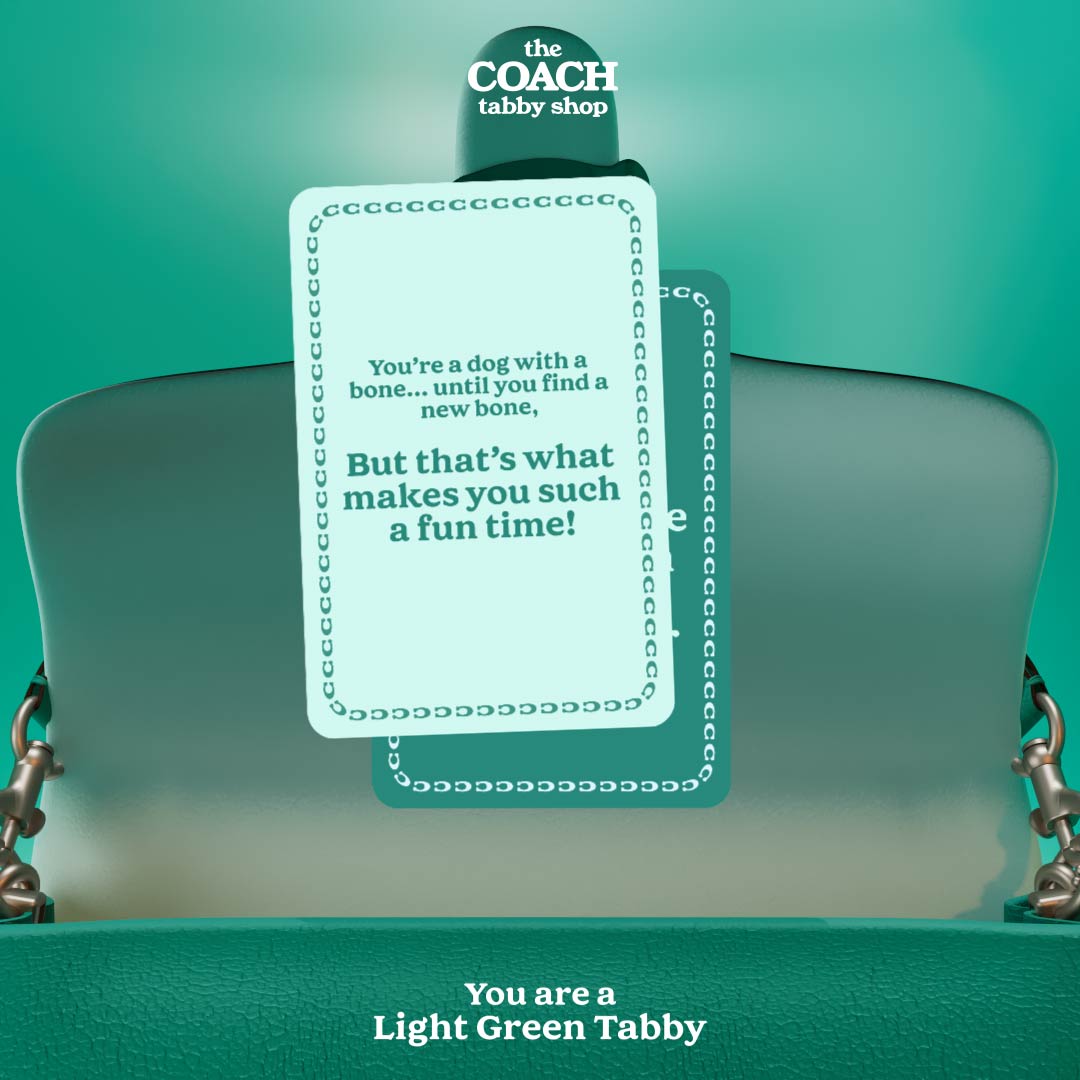 the
COACH
tabby shop
You're a dog with a
bone... until you find a
new bone,
But that's what
makes you such
a fun time!
You are a
Light Green Tabby